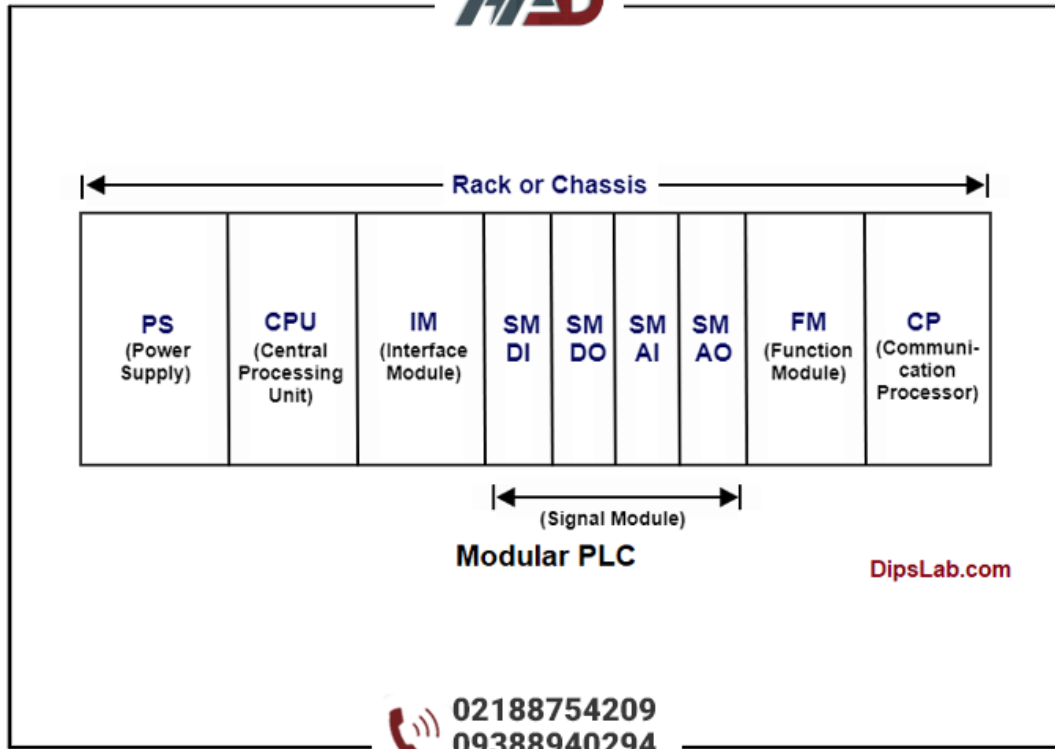 Rack or Chassis
PS
(Power
Supply)
CPU
(Central
Processing
Unit)
IM
(Interface
Module)
SM
DI
SM
DO
SM
AI
SM
AO
FM
(Function
Module)
CP
(Communi-
cation
Processor)
(Signal Module)
Modular PLC
DipsLab.com
02188754209
09388940294